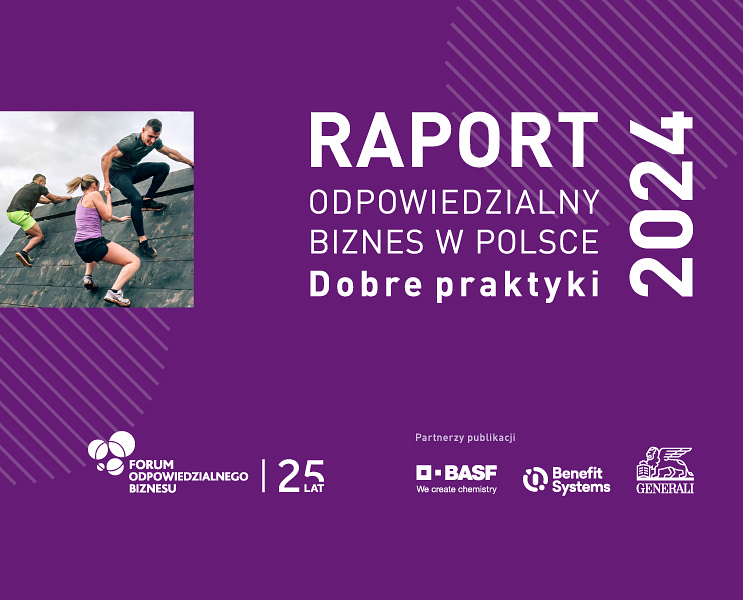 RAPORT
ODPOWIEDZIALNY
BIZNES W POLSCE
Dobre praktyki
2024
FORUM
ODPOWIEDZIALNEGO
BIZNESU
25
LAT
Partnerzy publikacji
BASF
We create chemistry
Benefit
Systems
GENERALI